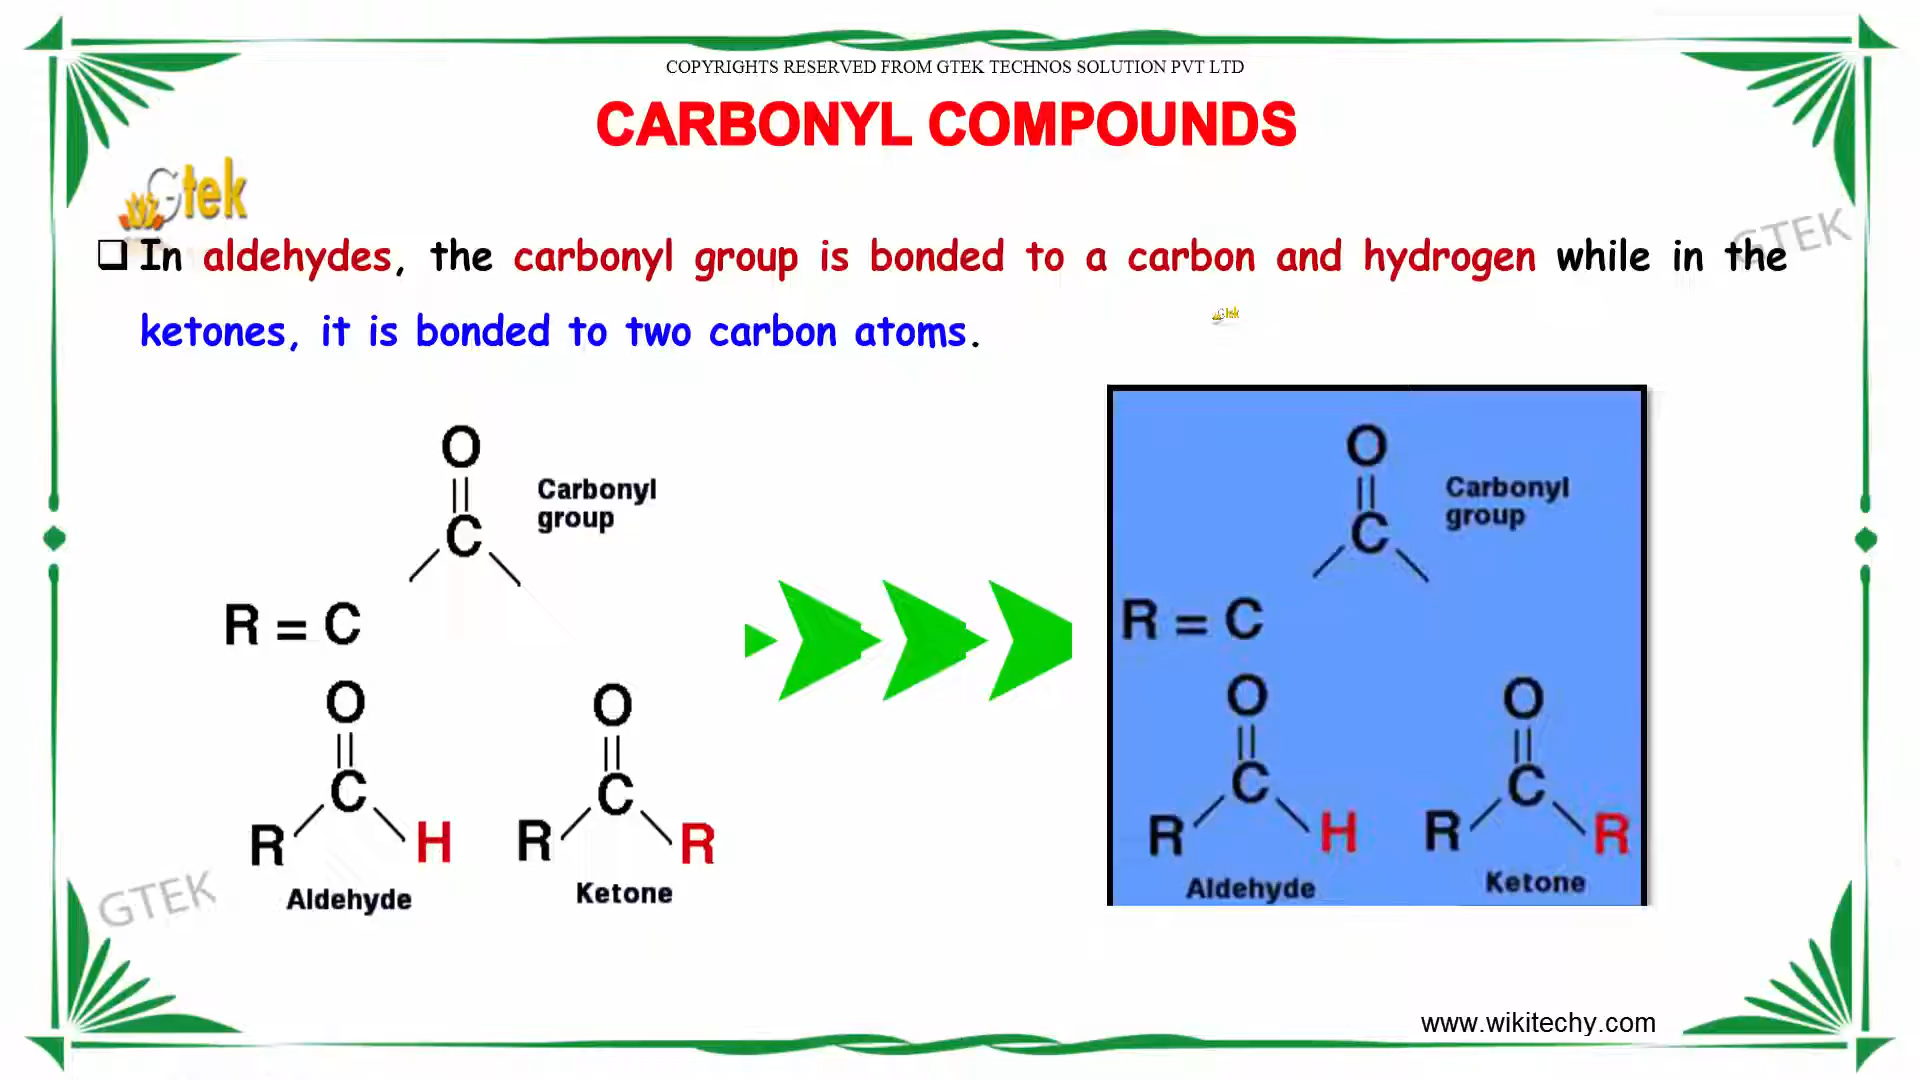 COPYRIGHTS RESERVED FROM GTEK TECHNOS SOLUTION PVT LTD
CARBONYL COMPOUNDS
Gtek
GTEK
In aldehydes, the carbonyl group is bonded to a carbon and hydrogen while in the
ketones, it is bonded to two carbon atoms.
Gtek
O
C
Carbonyl
group
R = C
O
C
R H
Aldehyde
O
C
R R
Ketone
O
C
Carbonyl
group
R = C
O
C
R H
Aldehyde
O
C
R R
Ketone
GTEK
www.wikitechy.com